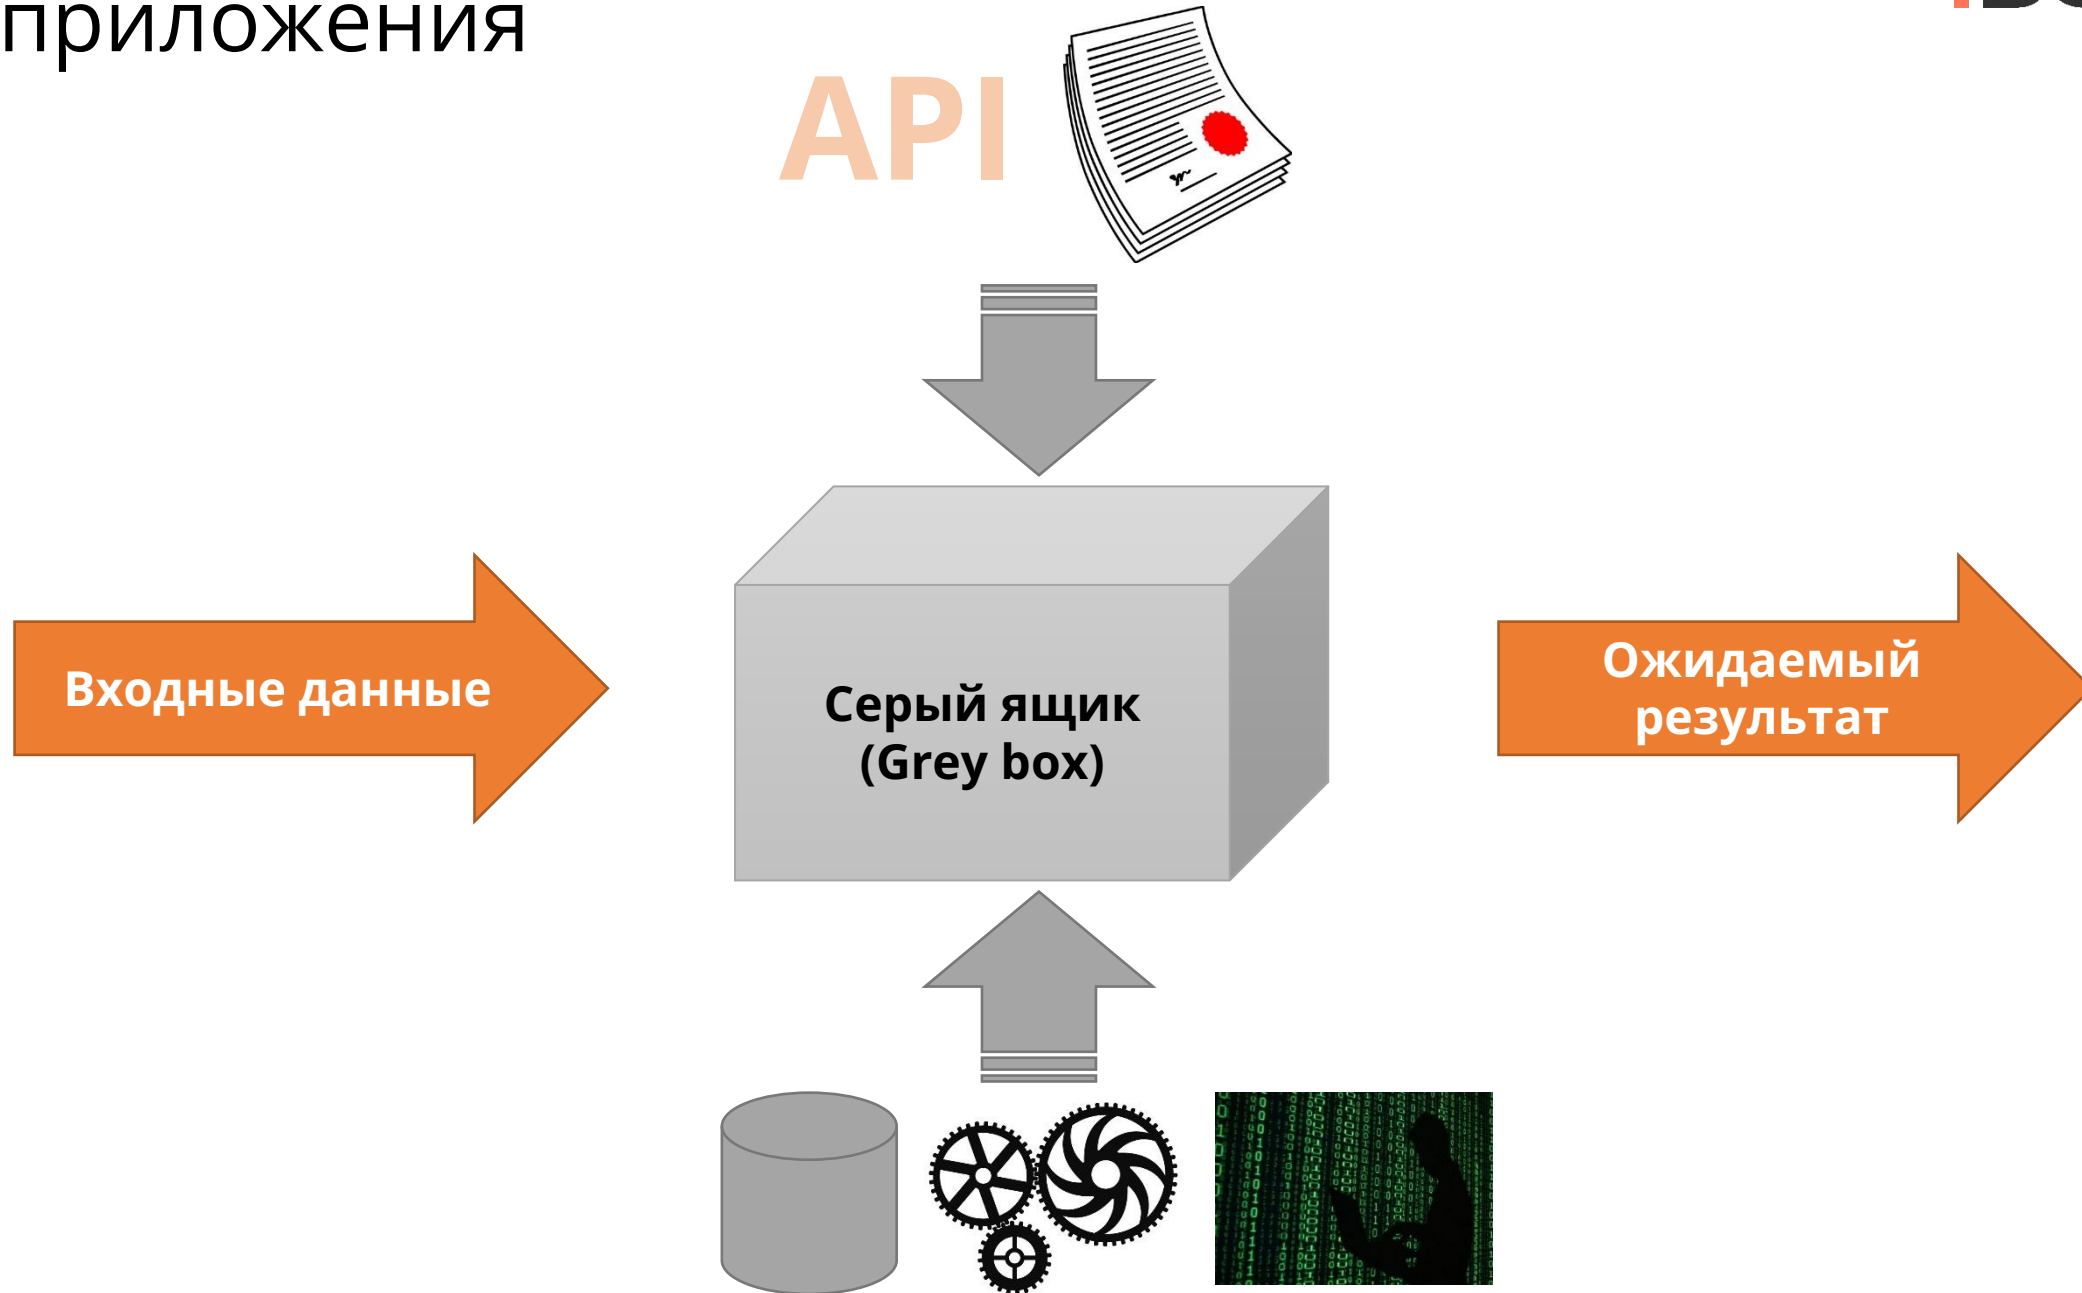 приложения
API
Входные данные
Серый ящик
(Grey box)
Ожидаемый
результат